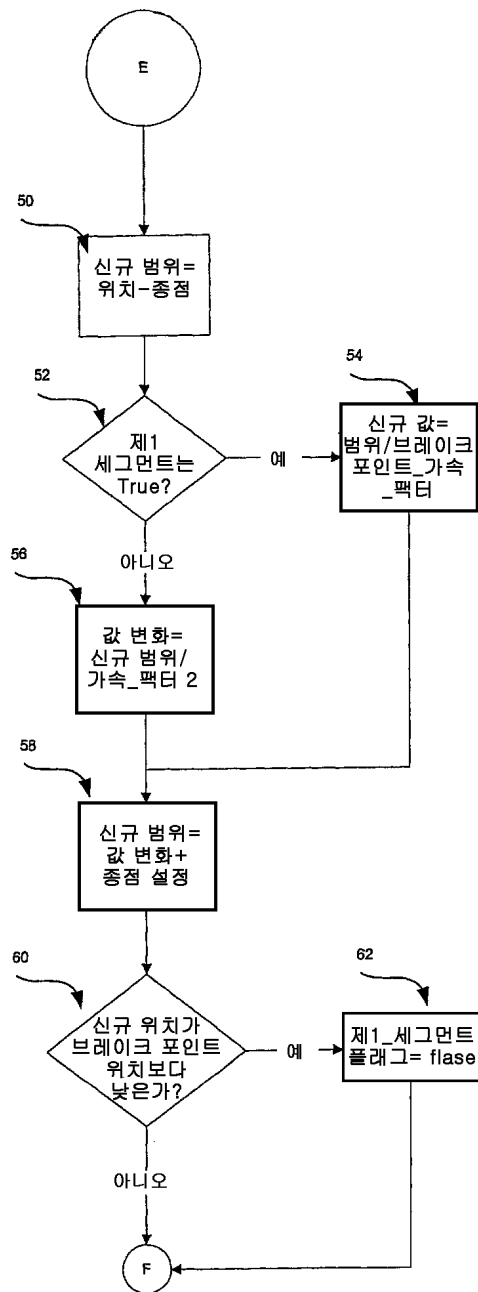 E
50
신규 범위=
위치-종점
52
제1
세그먼트는
True?
예
54
신규 값=
범위/브레이크
포인트_가속
_팩터
아니오
56
값 변화=
신규 범위/
가속_팩터 2
58
신규 범위=
값 변화+
종점 설정
60
신규 위치가
브레이크 포인트
위치보다
낮은가?
예
62
제1_세그먼트
플래그= flase
아니오
F